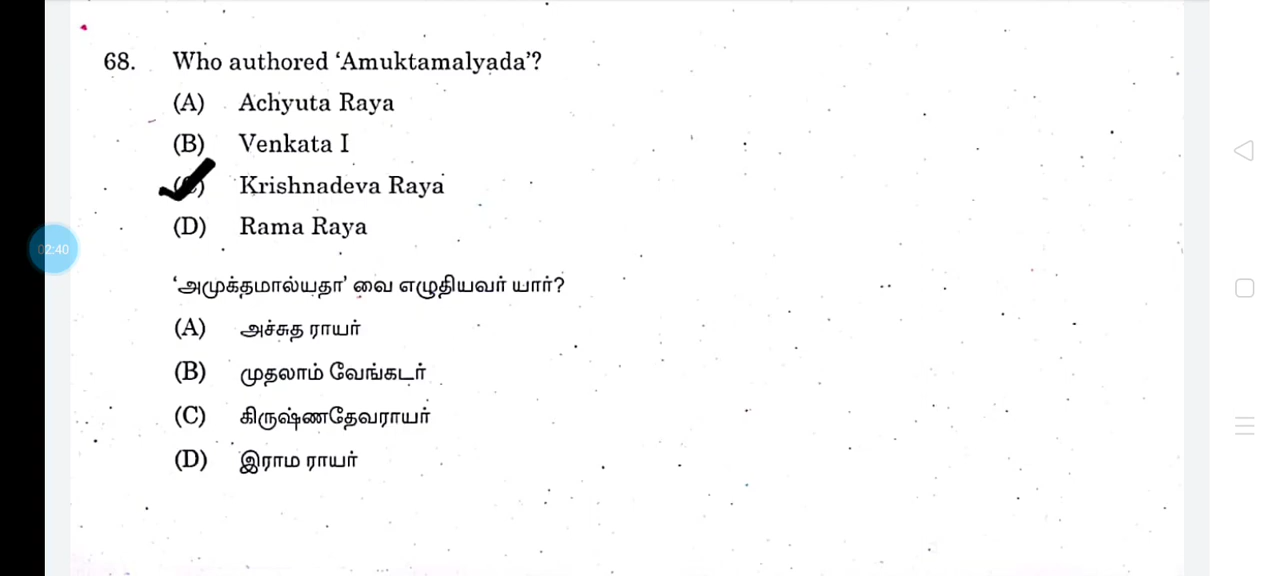 68. Who authored ‘Amuktamalyada’?
(A) Achyuta Raya
(B) Venkata I
(C) Krishnadeva Raya
(D) Rama Raya
02:40
‘அமுக்தமால்யதா’ வை எழுதியவர் யார்?
(A) அச்சுத ராயர்
(B) முதலாம் வேங்கடர்
(C) கிருஷ்ணதேவராயர்
(D) இராம ராயர்